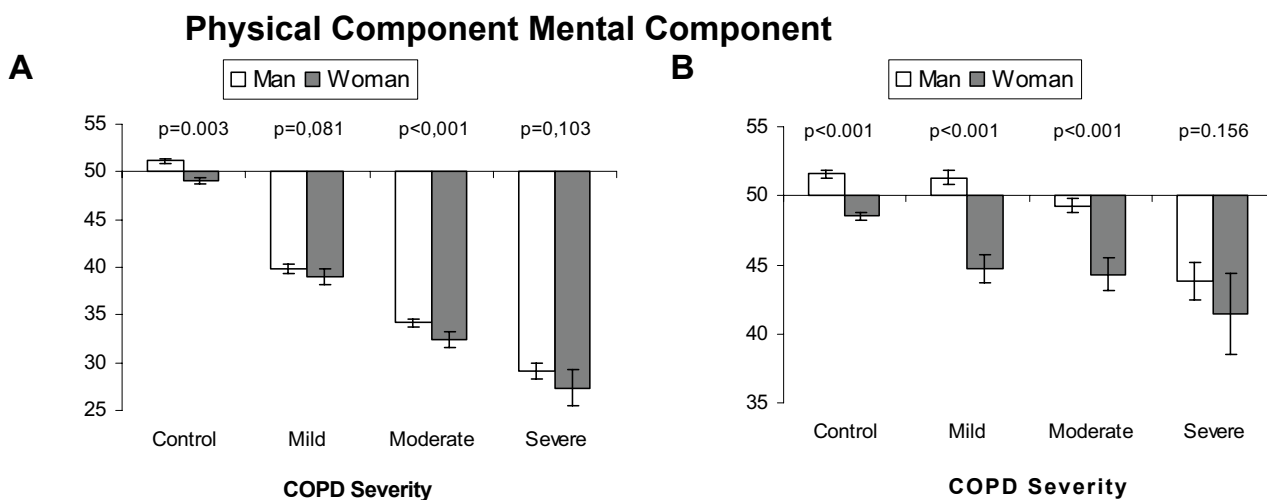 Physical Component Mental Component
A
Man Woman
p=0.003 p=0,081 p<0,001 p=0,103
55
50
45
40
35
30
25
Control Mild Moderate Severe
COPD Severity
B
Man Woman
p<0.001 p<0.001 p<0.001 p=0.156
55
50
45
40
35
Control Mild Moderate Severe
COPD Severity